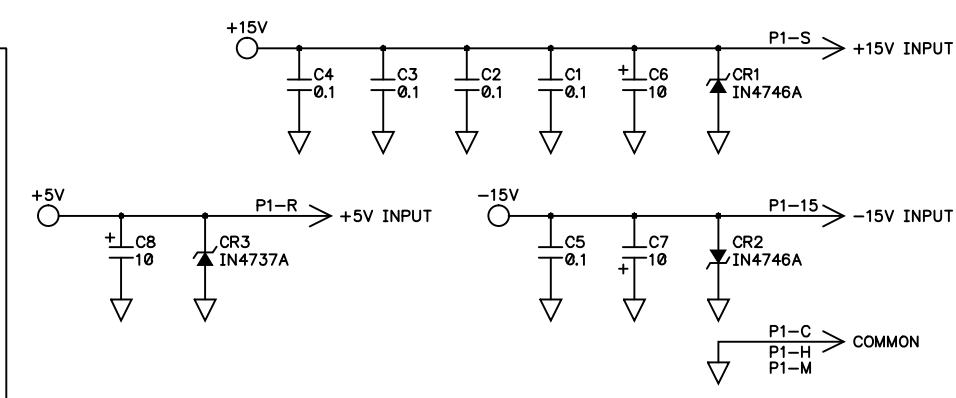 +15V
P1-S
+15V INPUT
C4
0.1
C3
0.1
C2
0.1
C1
0.1
+
C6
10
CR1
IN4746A
+5V
P1-R
+5V INPUT
+
C8
10
CR3
IN4737A
-15V
P1-15
-15V INPUT
C5
0.1
C7
10
+
CR2
IN4746A
P1-C
P1-H
P1-M
COMMON